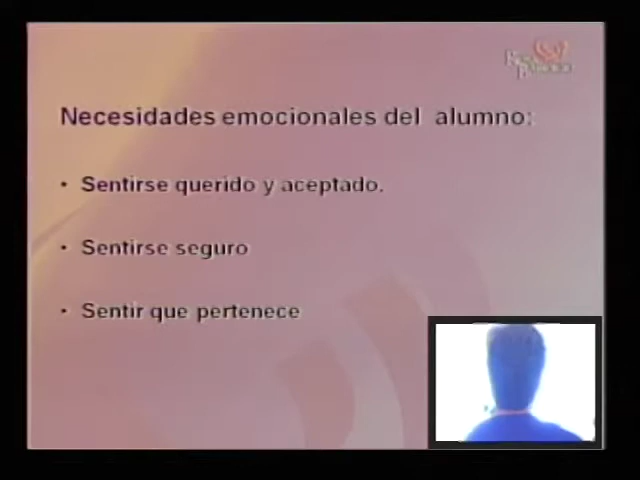 Necesidades emocionales del alumno:
• Sentirse querido y aceptado.
• Sentirse seguro
• Sentir que pertenece